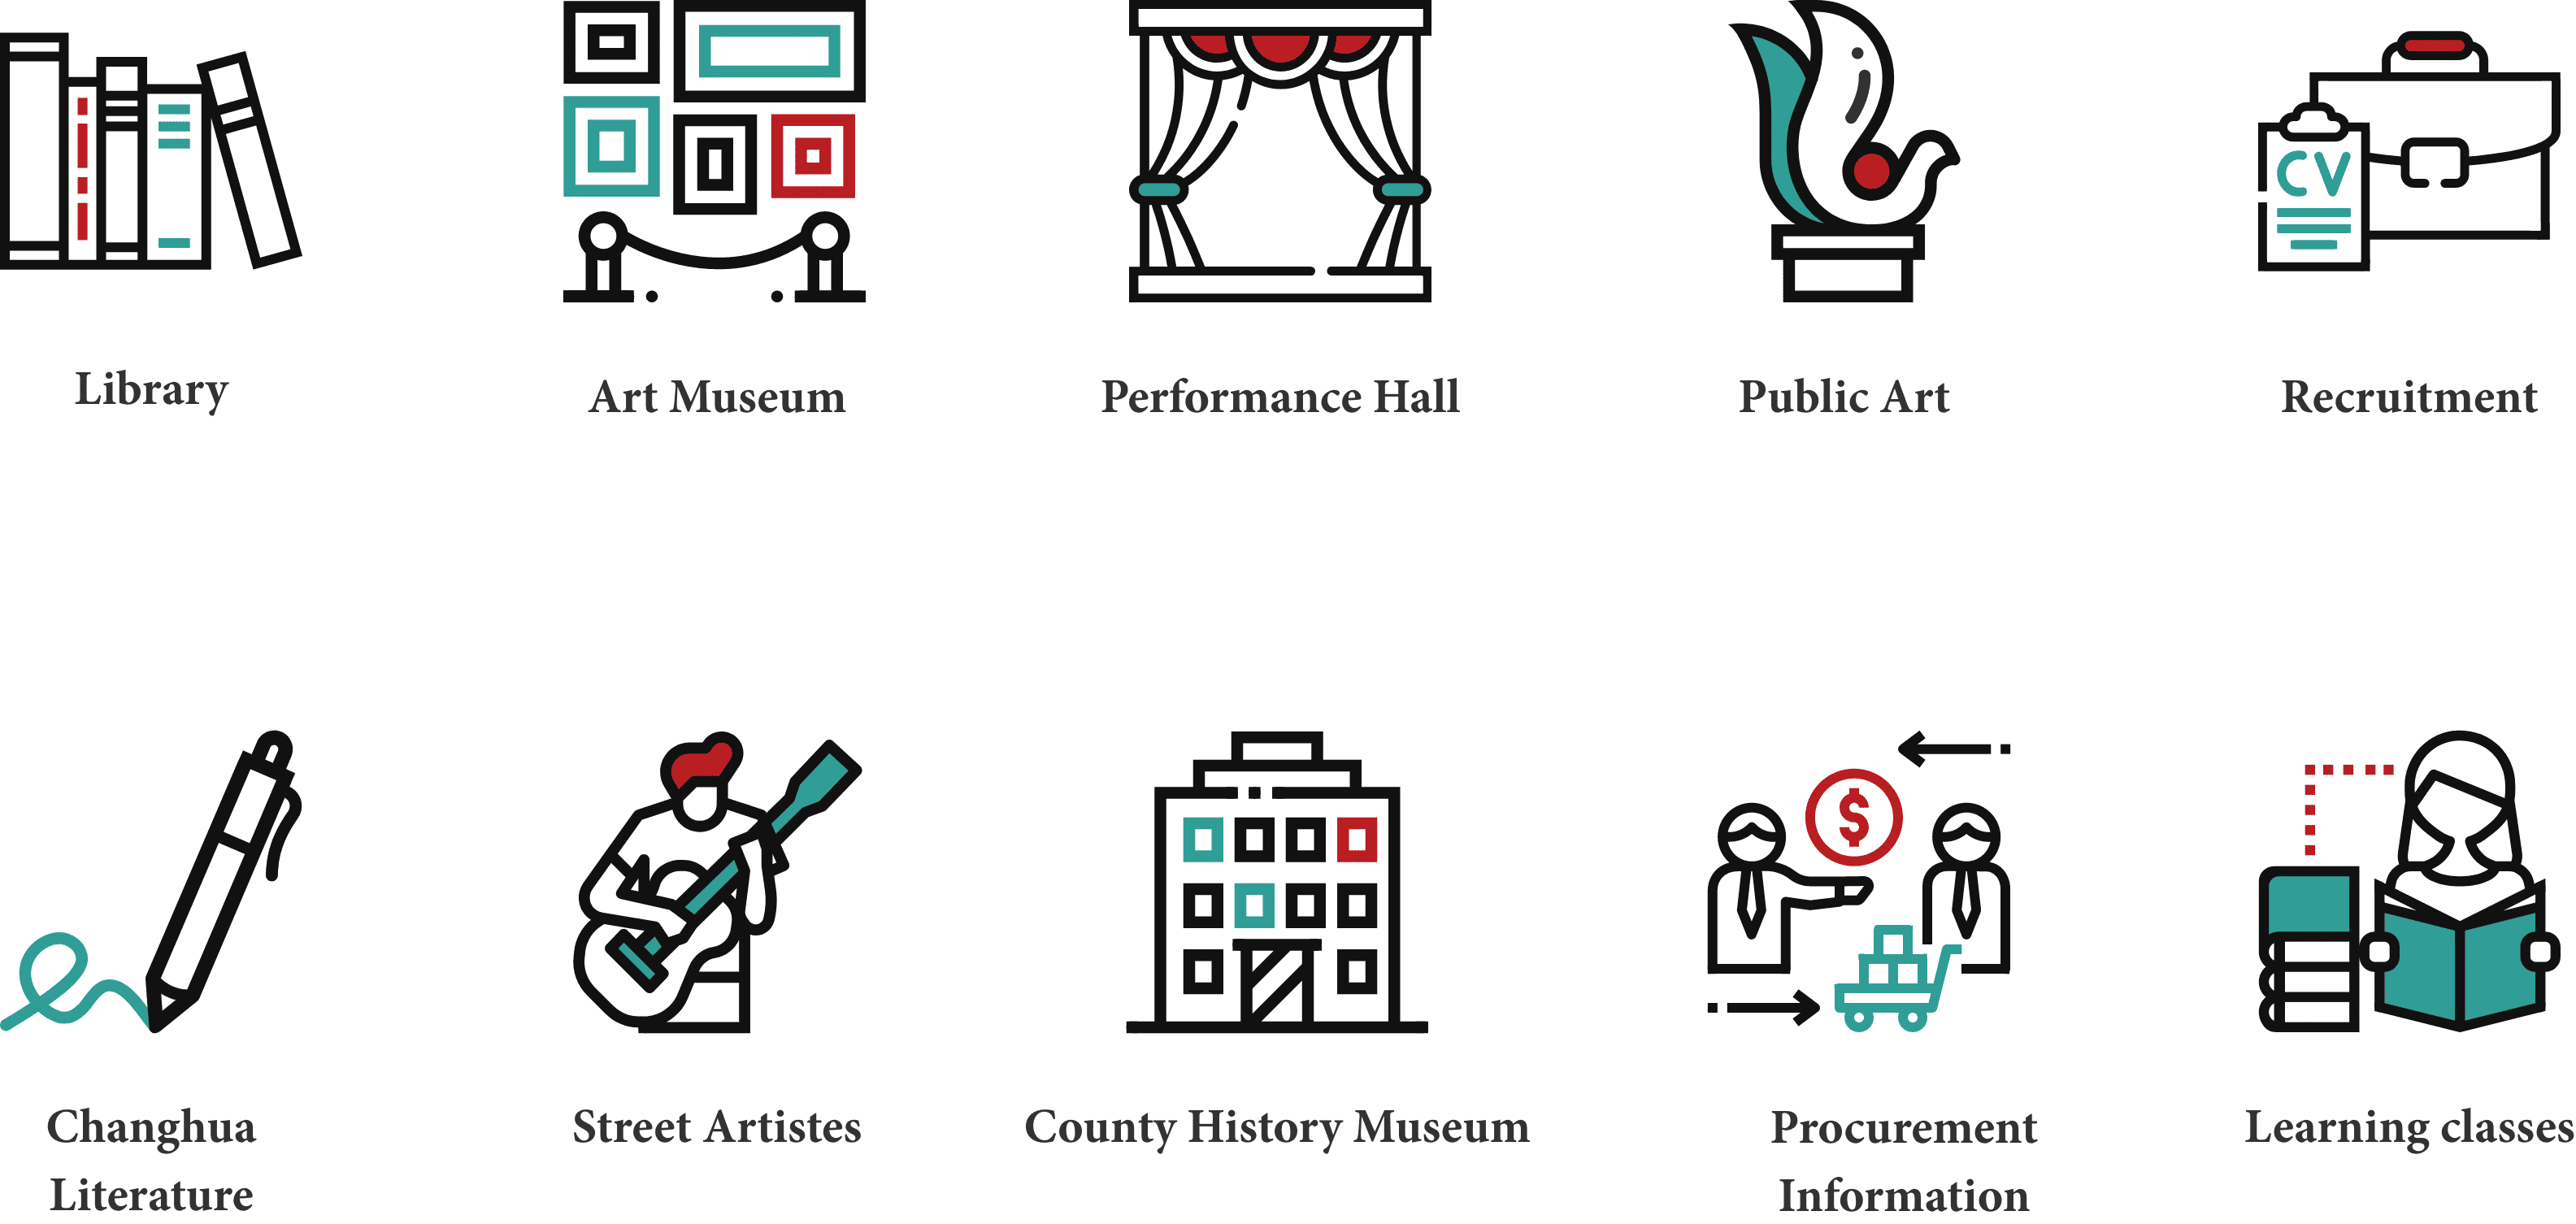 CV
$
Library
Art Museum
Performance Hall
Public Art
Recruitment
Changhua
Literature
Street Artistes
County History Museum
Procurement
Information
Learning classes